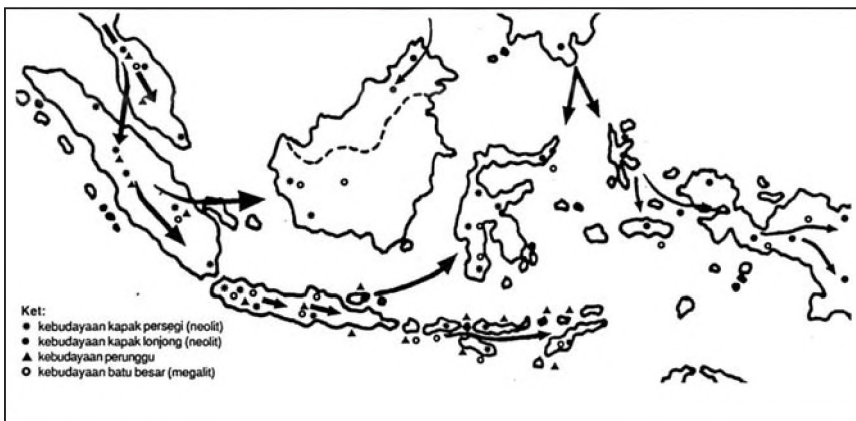 Ket:
kebudayaan kapak persegi (neolit)
kebudayaan kapak lonjong (neolit)
kebudayaan perunggu
kebudayaan batu besar (megalit)